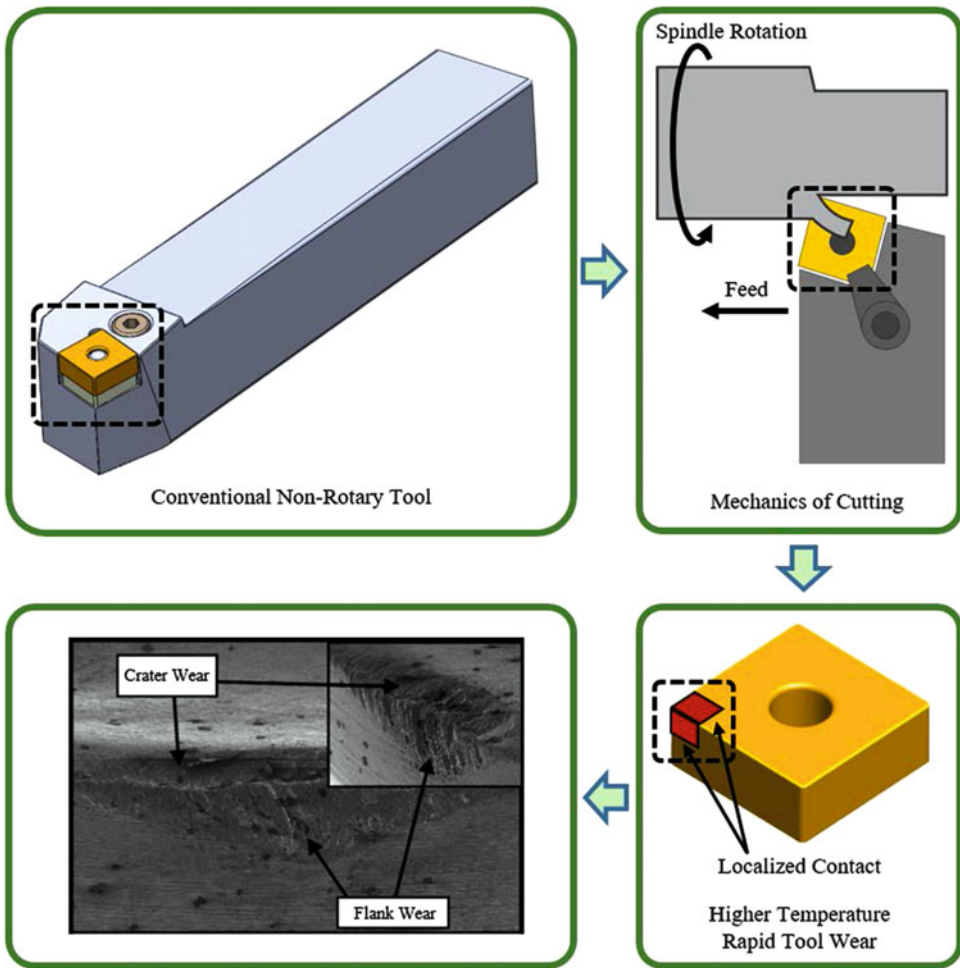 Conventional Non-Rotary Tool
Spindle Rotation
Feed
Mechanics of Cutting
Localized Contact
Higher Temperature
Rapid Tool Wear
Crater Wear
Flank Wear